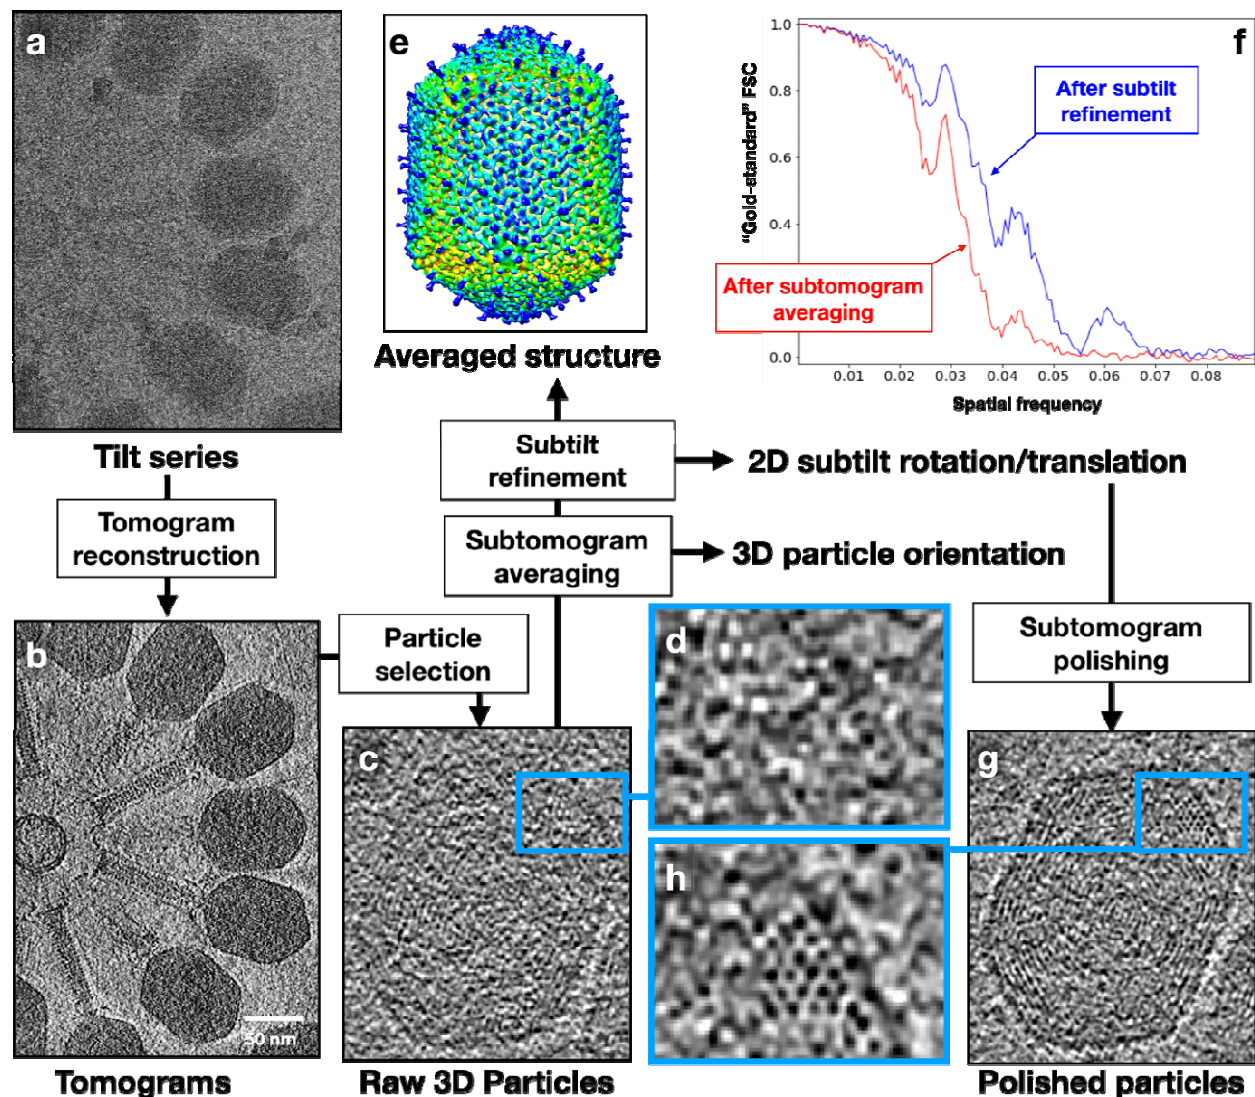 a
Tilt series
Tomogram
reconstruction
b
50 nm
Tomograms
Particle
selection
c
Raw 3D Particles
e
Averaged structure
Subtilt
refinement
2D subtilt rotation/translation
Subtomogram
averaging
3D particle orientation
f
1.0
0.8
0.6
0.4
0.0
"Gold-standard" FSC
After subtilt
refinement
After subtomogram
averaging
0.01 0.02 0.03 0.04 0.05 0.06 0.07 0.08
Spatial frequency
d
h
Subtomogram
polishing
g
Polished particles